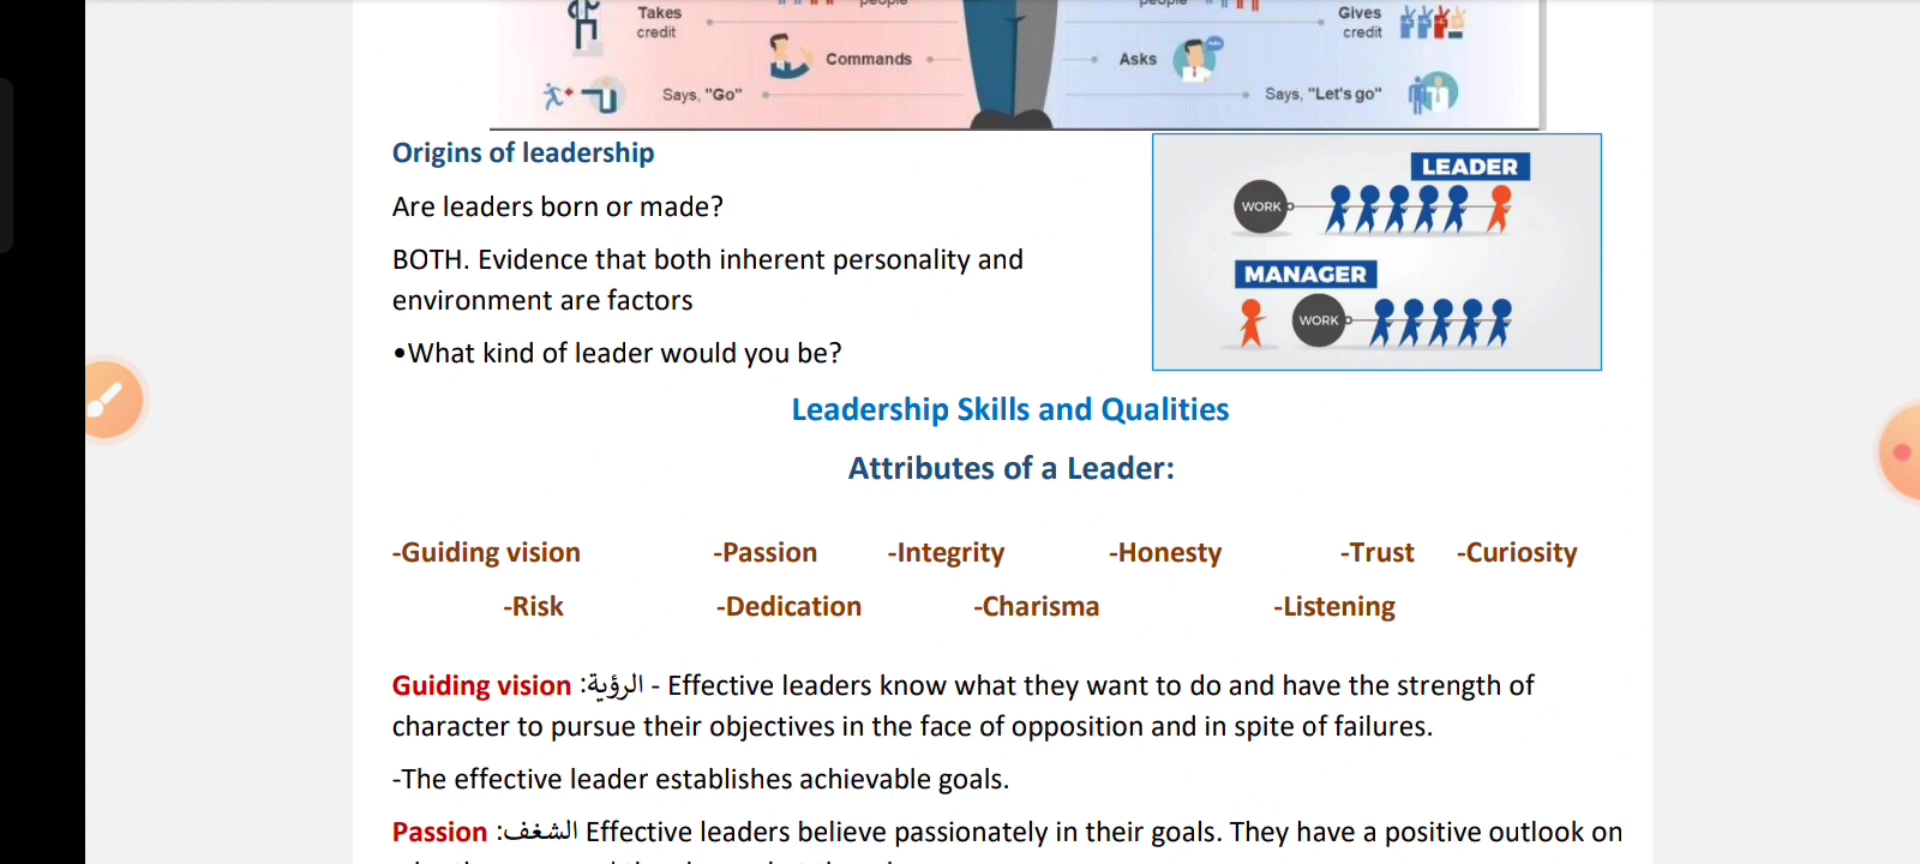 Takes
credit
people
people
Gives
credit
Commands
Asks
Says, "Go"
Says, "Let's go"
Origins of leadership
Are leaders born or made?
BOTH. Evidence that both inherent personality and
environment are factors
•What kind of leader would you be?
LEADER
WORK
MANAGER
WORK
Leadership Skills and Qualities
Attributes of a Leader:
-Guiding vision -Passion -Integrity -Honesty -Trust -Curiosity
-Risk -Dedication -Charisma -Listening
Guiding vision :الرؤية - Effective leaders know what they want to do and have the strength of
character to pursue their objectives in the face of opposition and in spite of failures.
-The effective leader establishes achievable goals.
Passion :الشغف Effective leaders believe passionately in their goals. They have a positive outlook on